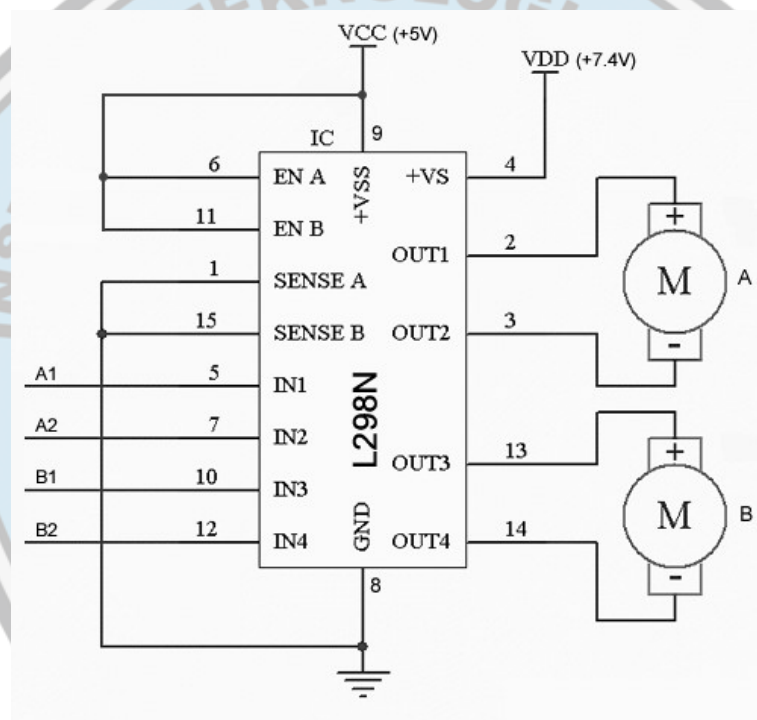 VCC (+5V)
VDD (+7.4V)
IC
9
6
EN A
+VSS
+VS
4
11
EN B
OUT1
2
1
SENSE A
M
A
15
SENSE B
OUT2
3
+
-
A1
5
IN1
L298N
A2
7
IN2
B1
10
IN3
OUT3
13
+
M
B
-
B2
12
IN4
GND
OUT4
14
8